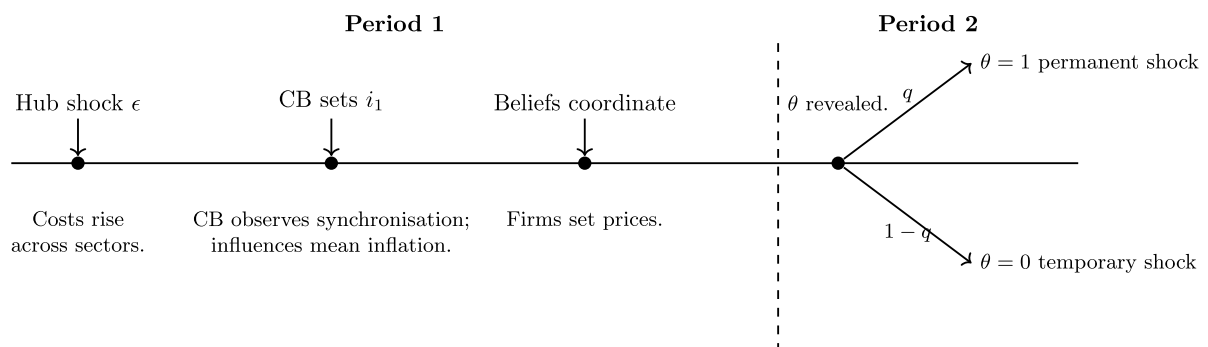 Period 1
Period 2
Hub shock ϵ
CB sets i₁
Beliefs coordinate
θ revealed.
q
θ = 1 permanent shock
Costs rise
across sectors.
CB observes synchronisation;
influences mean inflation.
Firms set prices.
1 − q
θ = 0 temporary shock